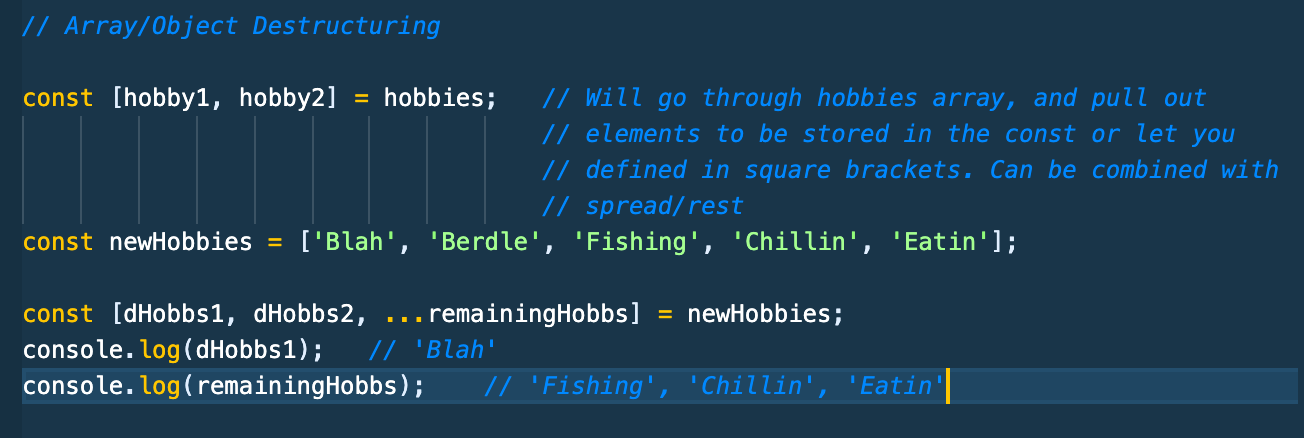 // Array/Object Destructuring
const [hobby1, hobby2] = hobbies;   // Will go through hobbies array, and pull out
// elements to be stored in the const or let you
// defined in square brackets. Can be combined with
// spread/rest
const newHobbies = ['Blah', 'Berdle', 'Fishing', 'Chillin', 'Eatin'];
const [dHobbs1, dHobbs2, ...remainingHobbs] = newHobbies;
console.log(dHobbs1);   // 'Blah'
console.log(remainingHobbs);    // 'Fishing', 'Chillin', 'Eatin'